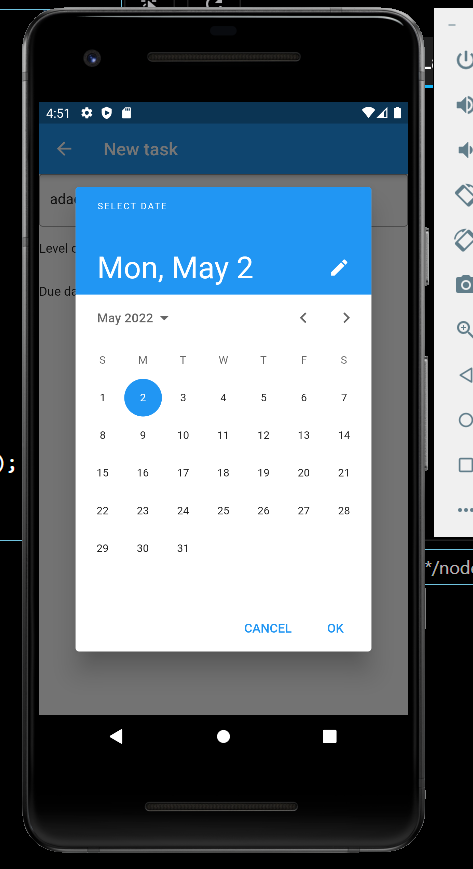 4:51
New task
adad
Level
Due da
SELECT DATE
Mon, May 2
May 2022
S M T W T F S
1 2 3 4 5 6 7
8 9 10 11 12 13 14
15 16 17 18 19 20 21
22 23 24 25 26 27 28
29 30 31
CANCEL OK
);
*/node